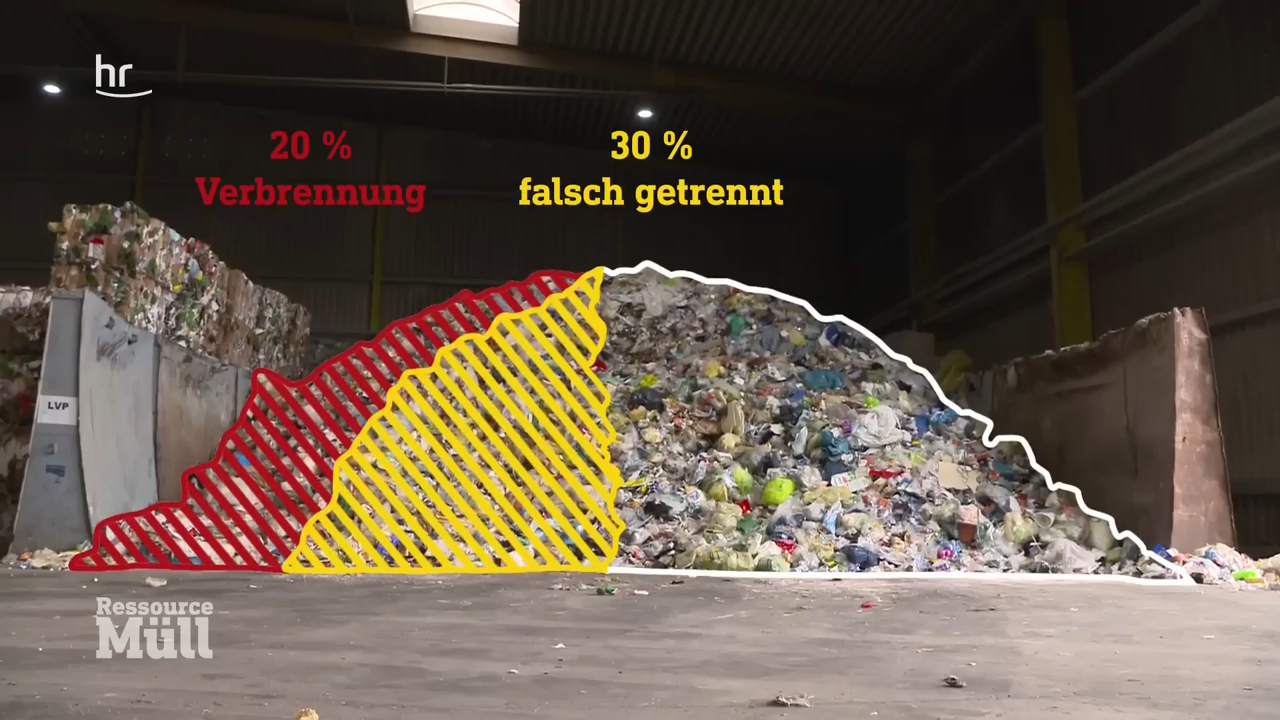 hr
20 %
Verbrennung
30 %
falsch getrennt
LVP
Ressource
Müll